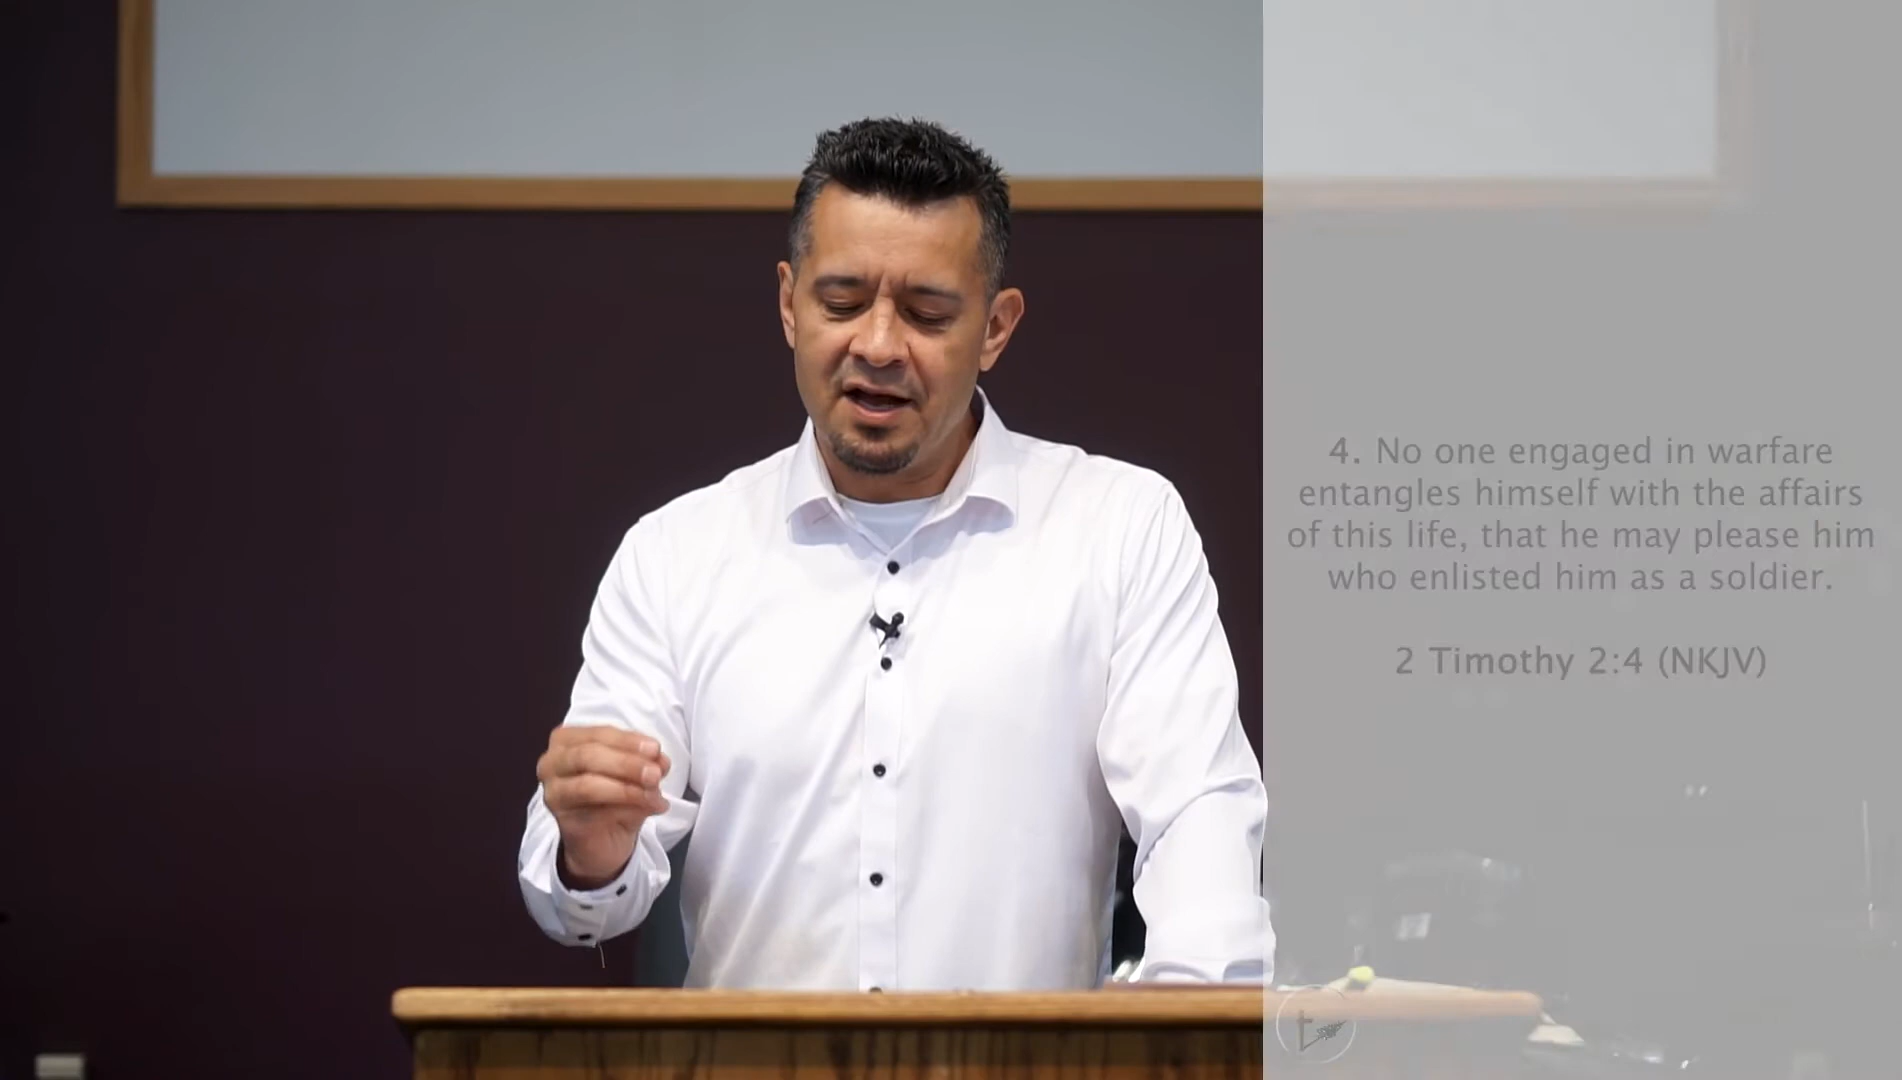 4. No one engaged in warfare
entangles himself with the affairs
of this life, that he may please him
who enlisted him as a soldier.
2 Timothy 2:4 (NKJV)